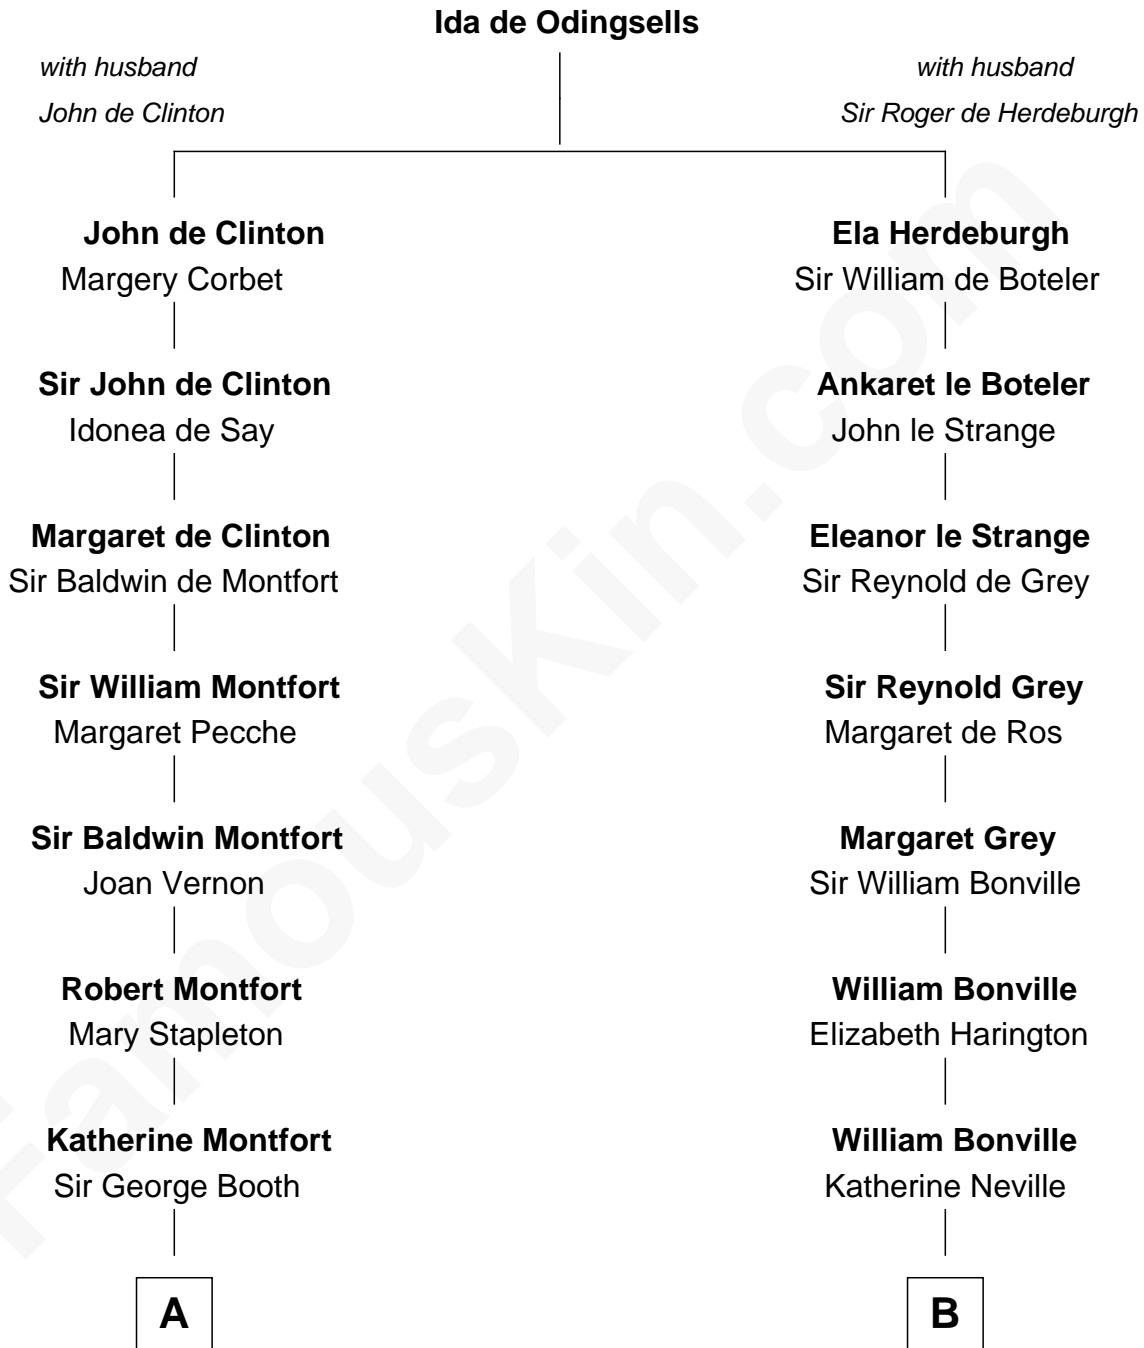 Ida de Odingsells
with husband
John de Clinton
with husband
Sir Roger de Herdeburgh
John de Clinton
Margery Corbet
Ela Herdeburgh
Sir William de Boteler
Sir John de Clinton
Idonea de Say
Ankaret le Boteler
John le Strange
Margaret de Clinton
Sir Baldwin de Montfort
Eleanor le Strange
Sir Reynold de Grey
Sir William Montfort
Margaret Pecche
Sir Reynold Grey
Margaret de Ros
Sir Baldwin Montfort
Joan Vernon
Margaret Grey
Sir William Bonville
Robert Montfort
Mary Stapleton
William Bonville
Elizabeth Harington
Katherine Montfort
Sir George Booth
William Bonville
Katherine Neville
A
B
FamousKin.com